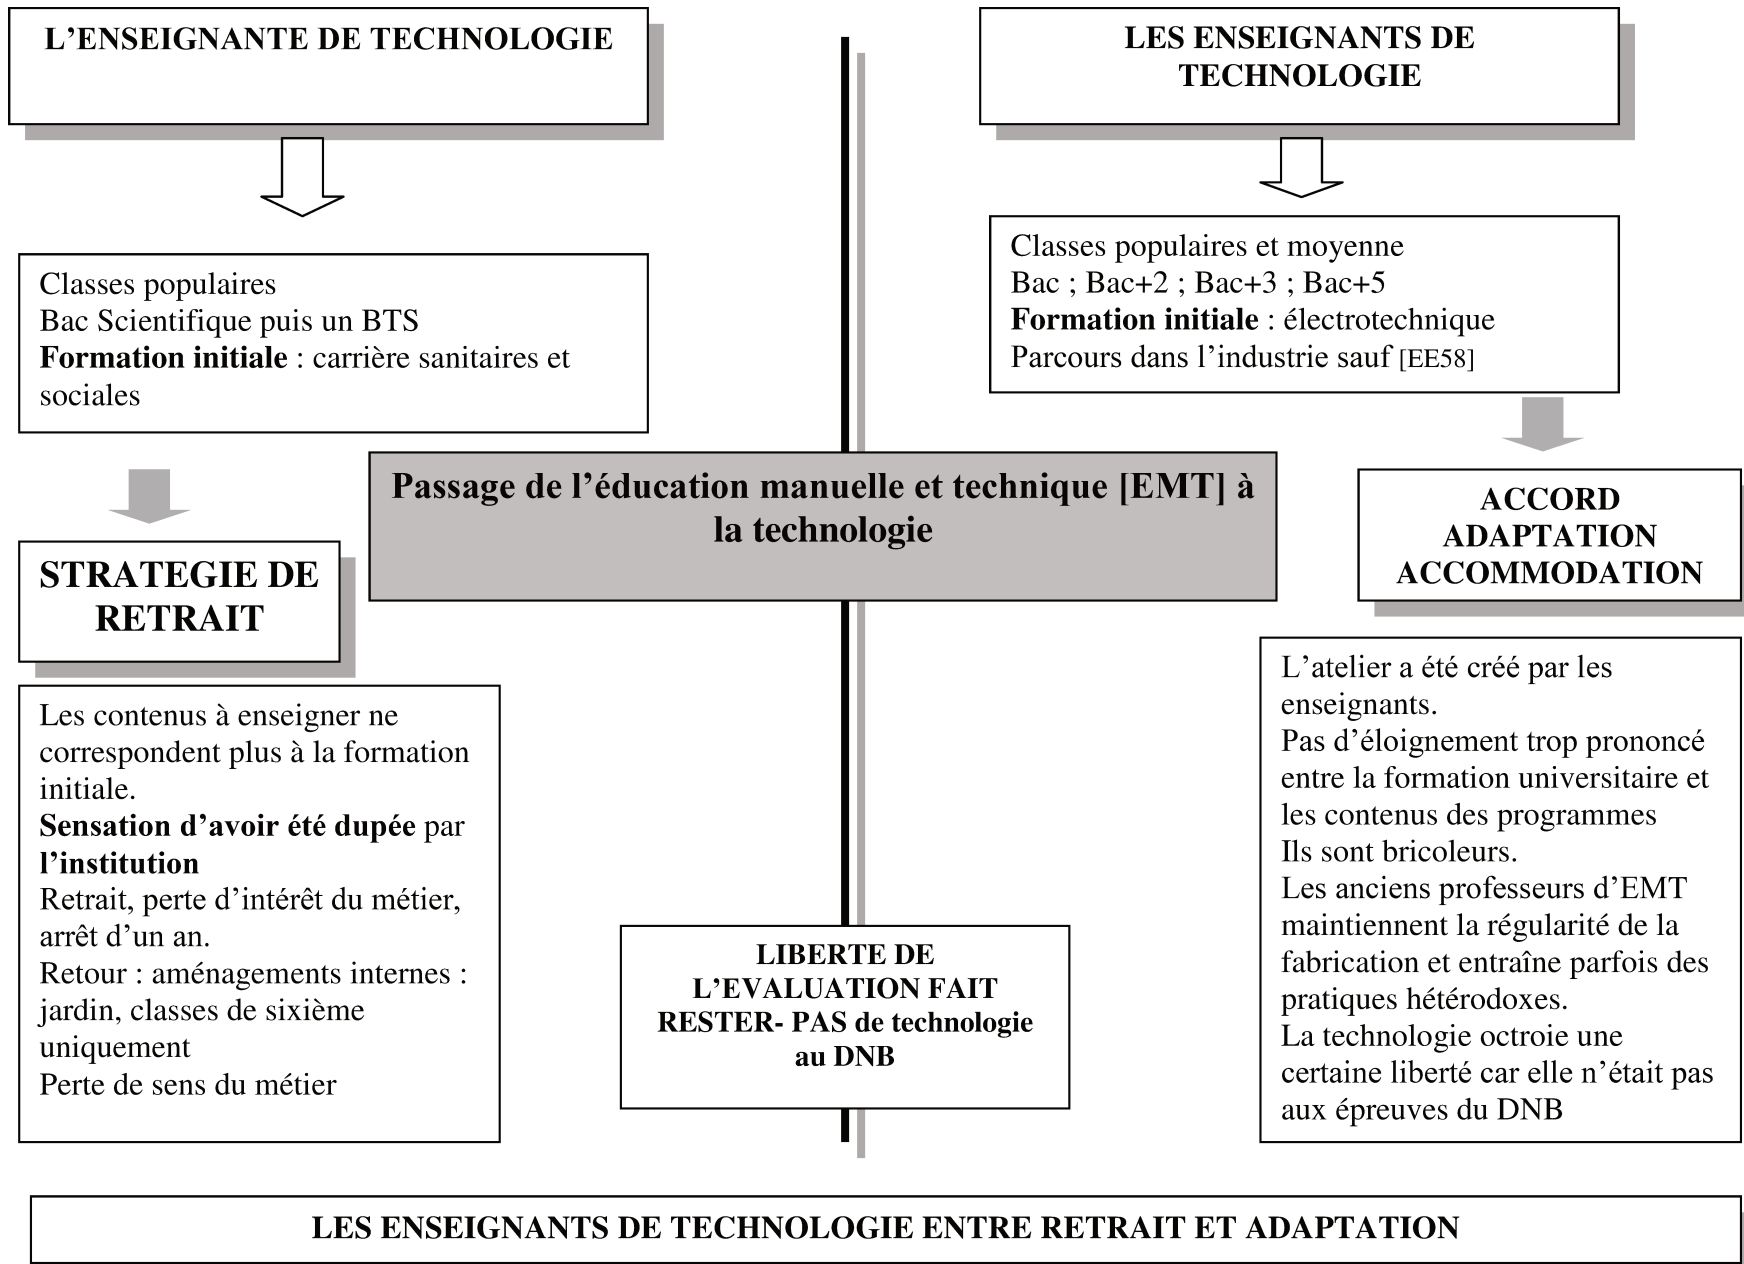 L’ENSEIGNANTE DE TECHNOLOGIE
LES ENSEIGNANTS DE
TECHNOLOGIE
Classes populaires
Bac Scientifique puis un BTS
Formation initiale : carrière sanitaires et
sociales
Classes populaires et moyenne
Bac ; Bac+2 ; Bac+3 ; Bac+5
Formation initiale : électrotechnique
Parcours dans l’industrie sauf [EE58]
Passage de l’éducation manuelle et technique [EMT] à
la technologie
STRATEGIE DE
RETRAIT
ACCORD
ADAPTATION
ACCOMMODATION
Les contenus à enseigner ne
correspondent plus à la formation
initiale.
Sensation d’avoir été dupée par
l’institution
Retrait, perte d’intérêt du métier,
arrêt d’un an.
Retour : aménagements internes :
jardin, classes de sixième
uniquement
Perte de sens du métier
LIBERTE DE
L’EVALUATION FAIT
RESTER- PAS de technologie
au DNB
L’atelier a été créé par les
enseignants.
Pas d’éloignement trop prononcé
entre la formation universitaire et
les contenus des programmes
Ils sont bricoleurs.
Les anciens professeurs d’EMT
maintiennent la régularité de la
fabrication et entraîne parfois des
pratiques hétérodoxes.
La technologie octroie une
certaine liberté car elle n’était pas
aux épreuves du DNB
LES ENSEIGNANTS DE TECHNOLOGIE ENTRE RETRAIT ET ADAPTATION